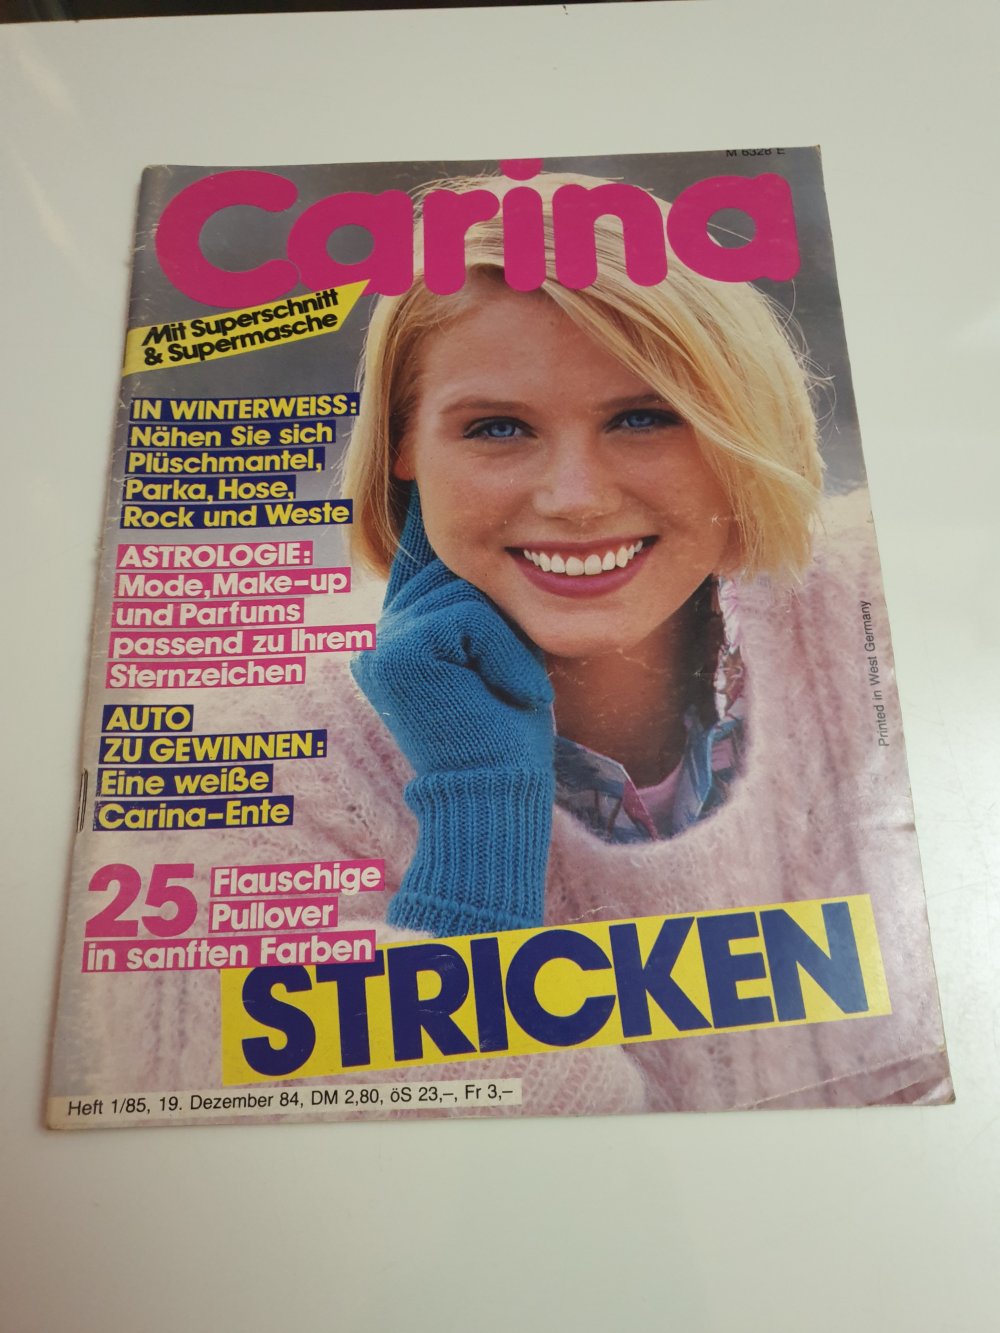 M 6328 E
Carina
Mit Superschnitt
& Supermasche
IN WINTERWEISS:
Nähen Sie sich
Plüschmantel,
Parka, Hose,
Rock und Weste
ASTROLOGIE:
Mode, Make-up
und Parfums
passend zu Ihrem
Sternzeichen
AUTO
ZU GEWINNEN:
Eine weiße
Carina-Ente
25 Flauschige
Pullover
in sanften Farben
STRICKEN
Printed in West Germany
Heft 1/85, 19. Dezember 84, DM 2,80, öS 23,–, Fr 3,–